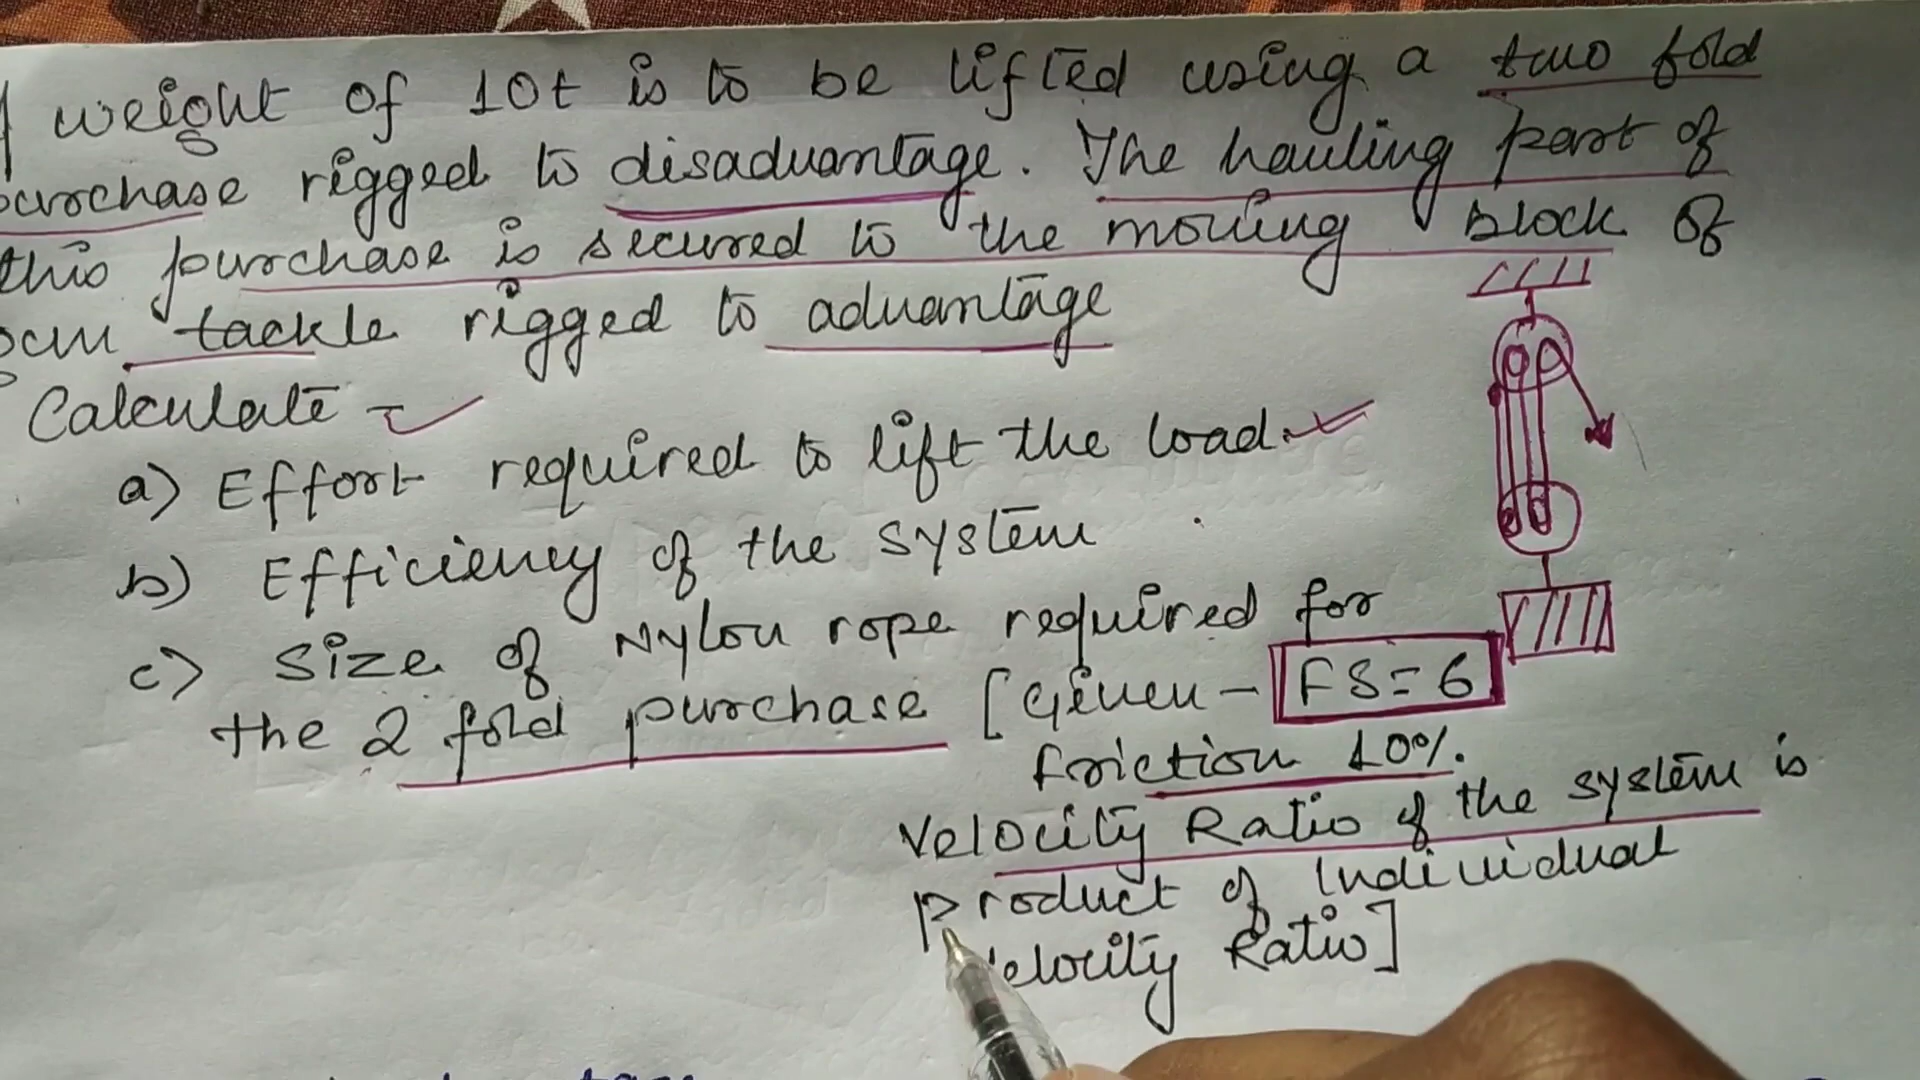 weight of 10t is to be lifted using a two fold
purchase rigged to disadvantage. The hauling part of
this purchase is secured to the moving block of
tackle rigged to advantage
Calculate -
a) Effort required to lift the load.
b) Efficiency of the system
c) Size of Nylon rope required for
the 2 fold purchase [Given - FS = 6
friction 10%.
Velocity Ratio of the system is
product of Individual
Velocity Ratio]